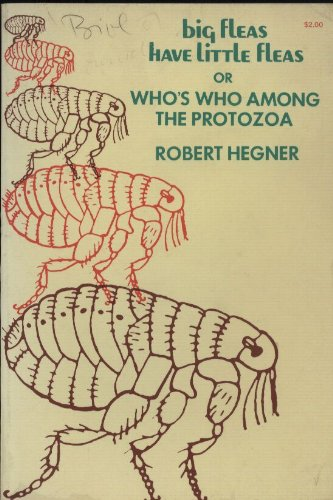 $2.00
big fleas
have little fleas
or
WHO'S WHO AMONG
THE PROTOZOA
ROBERT HEGNER